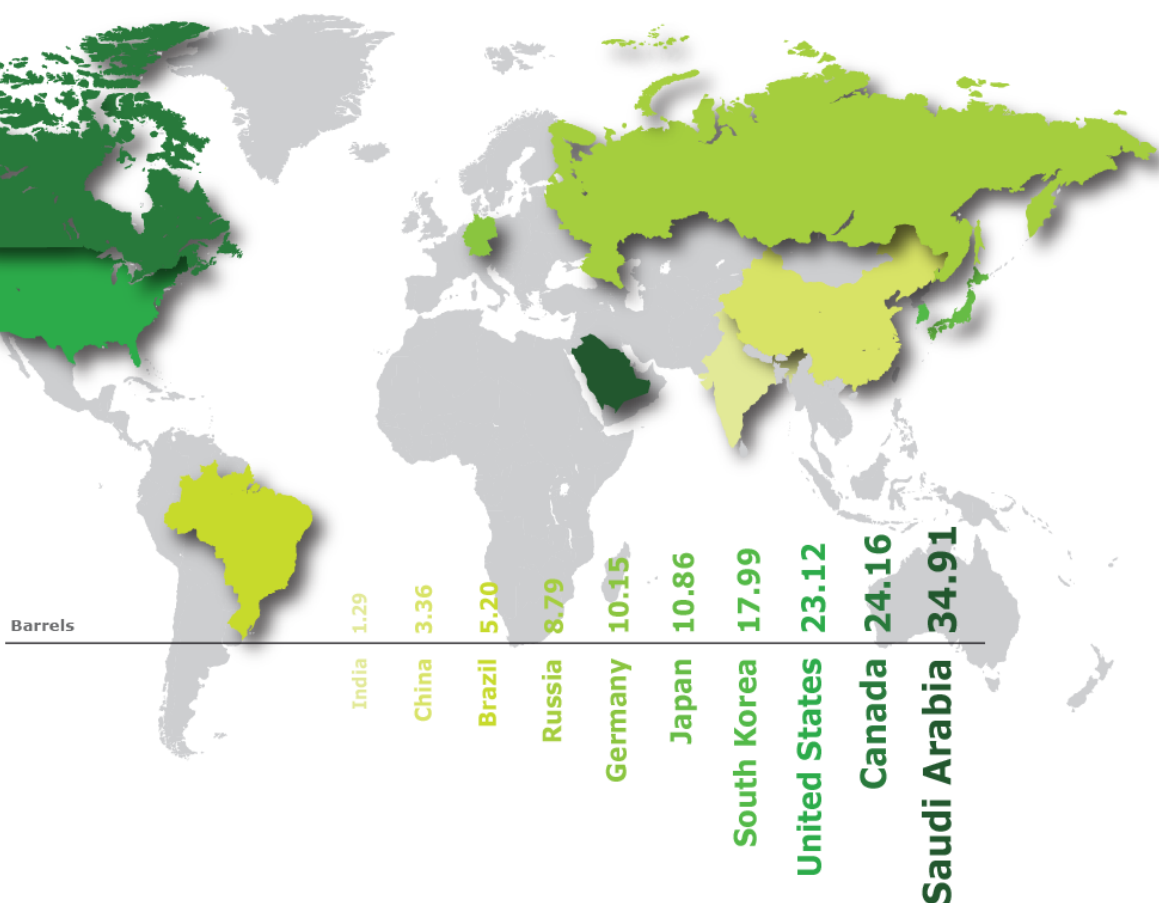 Barrels
India 1.29
China 3.36
Brazil 5.20
Russia 8.79
Germany 10.15
Japan 10.86
South Korea 17.99
United States 23.12
Canada 24.16
Saudi Arabia 34.91